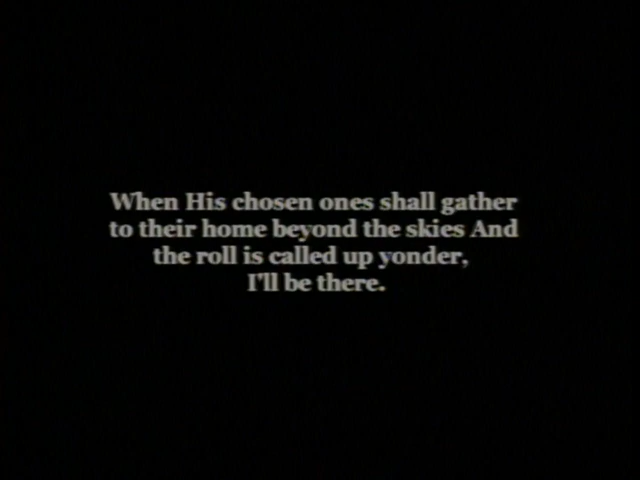 When His chosen ones shall gather
to their home beyond the skies And
the roll is called up yonder,
I'll be there.